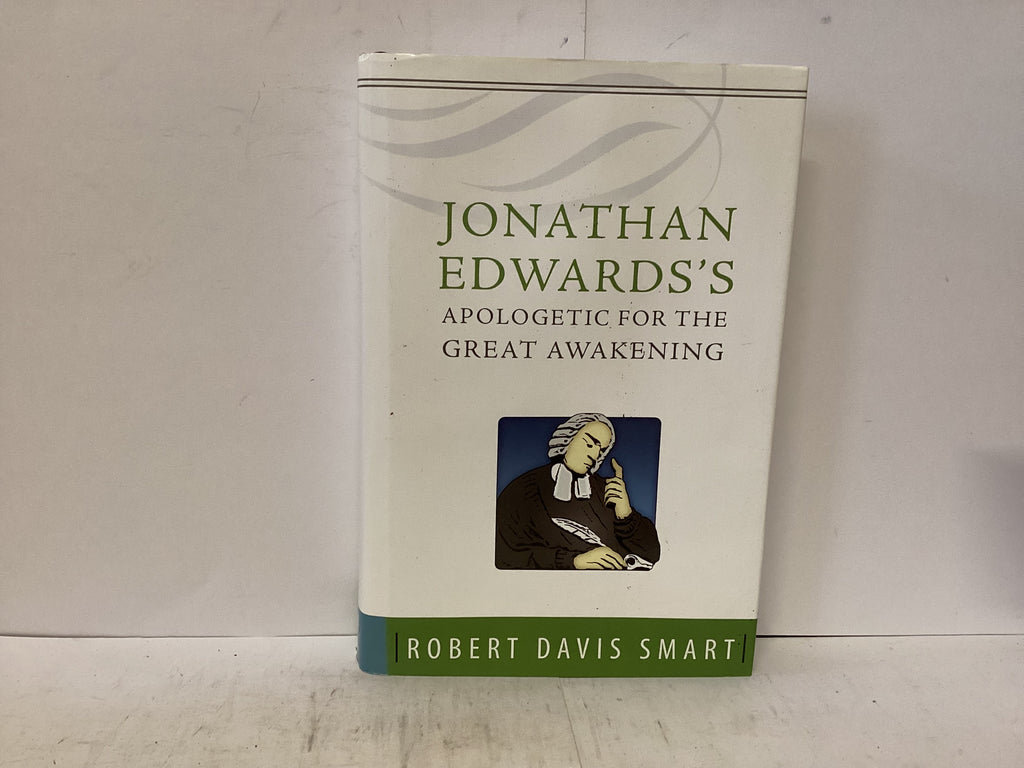 JONATHAN
EDWARDS'S
APOLOGETIC FOR THE
GREAT AWAKENING
ROBERT DAVIS SMART